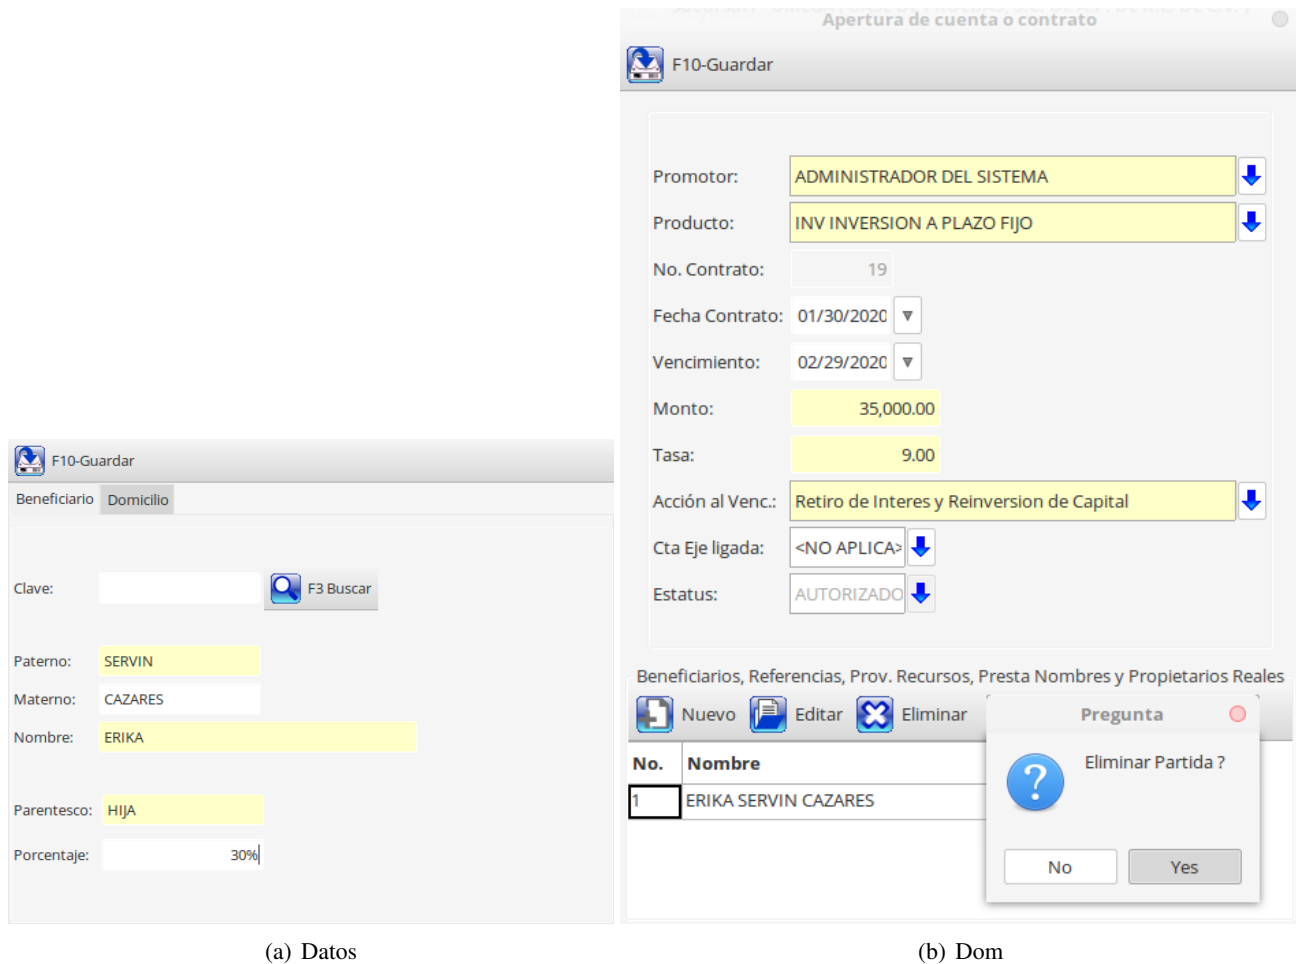 F10-Guardar
Beneficiario Domicilio
Clave: F3 Buscar
Paterno: SERVIN
Materno: CAZARES
Nombre: ERIKA
Parentesco: HIJA
Porcentaje: 30%
(a) Datos
Apertura de cuenta o contrato
F10-Guardar
Promotor: ADMINISTRADOR DEL SISTEMA
Producto: INV INVERSION A PLAZO FIJO
No. Contrato: 19
Fecha Contrato: 01/30/2020
Vencimiento: 02/29/2020
Monto: 35,000.00
Tasa: 9.00
Acción al Venc.: Retiro de Interes y Reinversion de Capital
Cta Eje ligada: <NO APLICA>
Estatus: AUTORIZADO
Beneficiarios, Referencias, Prov. Recursos, Presta Nombres y Propietarios Reales
Nuevo Editar Eliminar
No. Nombre
1 ERIKA SERVIN CAZARES
Pregunta
Eliminar Partida ?
No Yes
(b) Dom